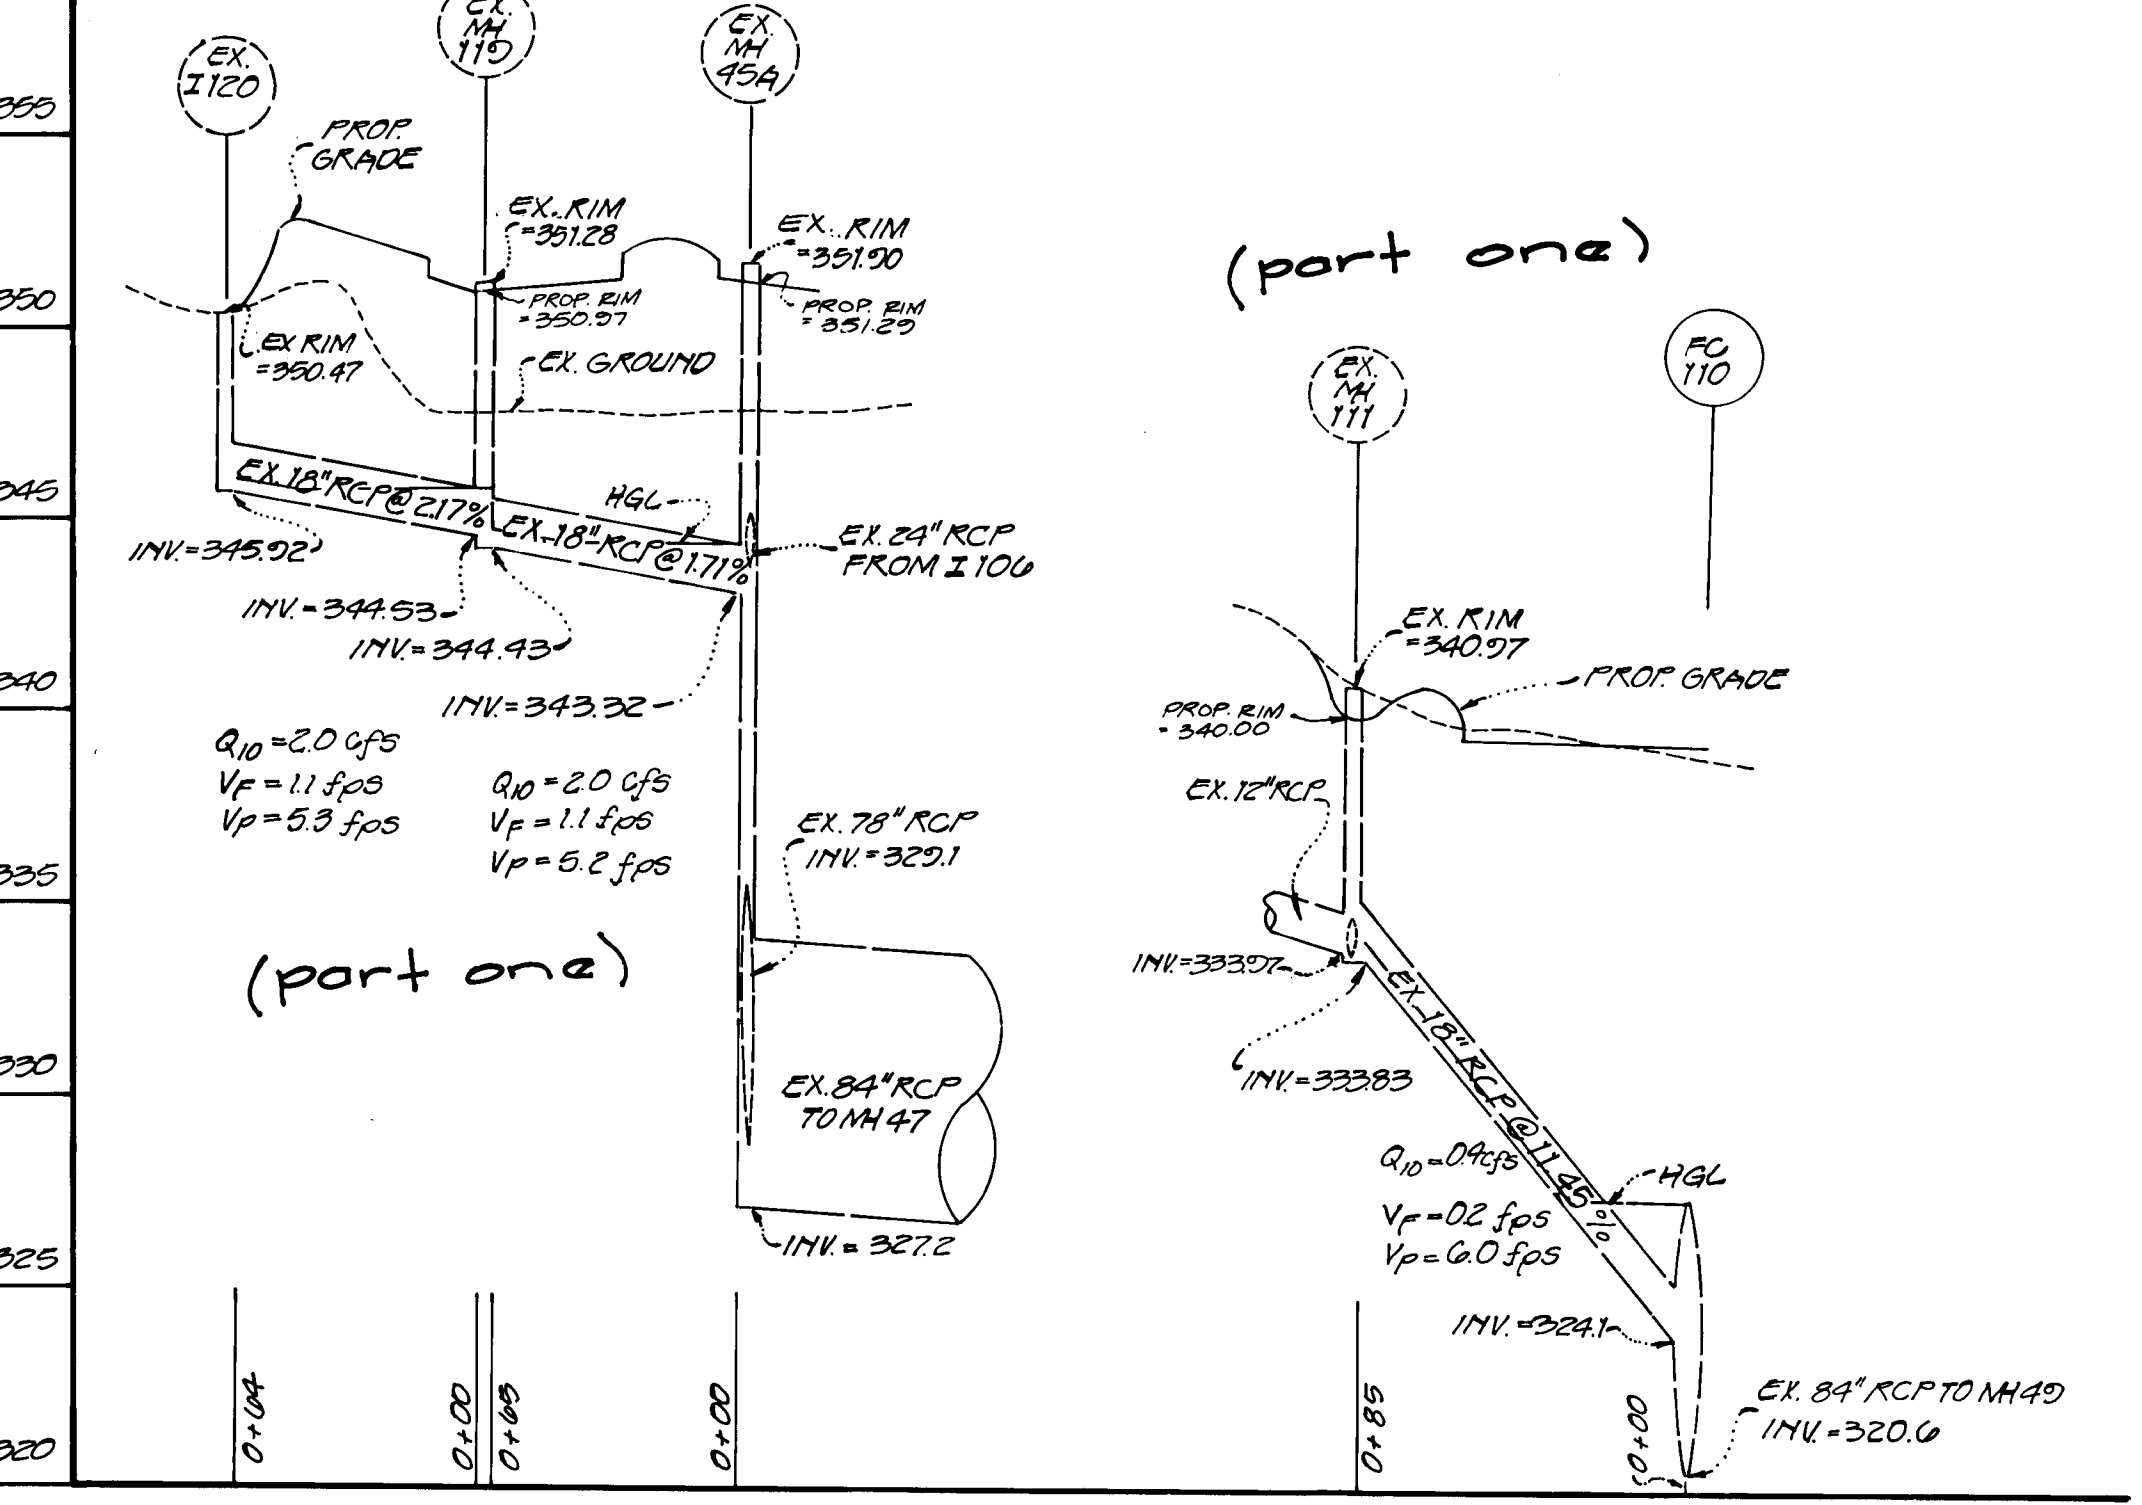 EX.
MH
119
EX.
MH
45A
EX.
I 120
355
PROP.
GRADE
EX. RIM
=351.28
EX. RIM
=351.90
(part one)
350
PROP. RIM
=350.97
PROP. RIM
=351.29
EX RIM
=350.47
EX. GROUND
FC
110
EX.
MH
111
345
EX. 18" RCP @ 2.17%
HGL
EX. 18" RCP @ 1.71%
EX. 24" RCP
FROM I 106
INV.=345.92
INV.=344.53
INV.=344.43
INV.=343.32
EX. RIM
=340.97
PROP. GRADE
340
PROP. RIM
=340.00
Q10=2.0 cfs
VF=1.1 fps
VP=5.3 fps
Q10=2.0 cfs
VF=1.1 fps
VP=5.2 fps
EX. 12" RCP
EX. 78" RCP
INV.=329.1
335
(part one)
INV.=333.97
EX. 18" RCP @ 11.45%
330
EX. 84" RCP
TO MH 47
INV.=333.83
Q10=0.4cfs
VF=0.2 fps
VP=6.0 fps
HGL
325
INV.=327.2
INV.=324.1
0+64
0+00
0+65
0+00
0+85
0+00
EX. 84" RCP TO MH 49
INV.=320.6
320